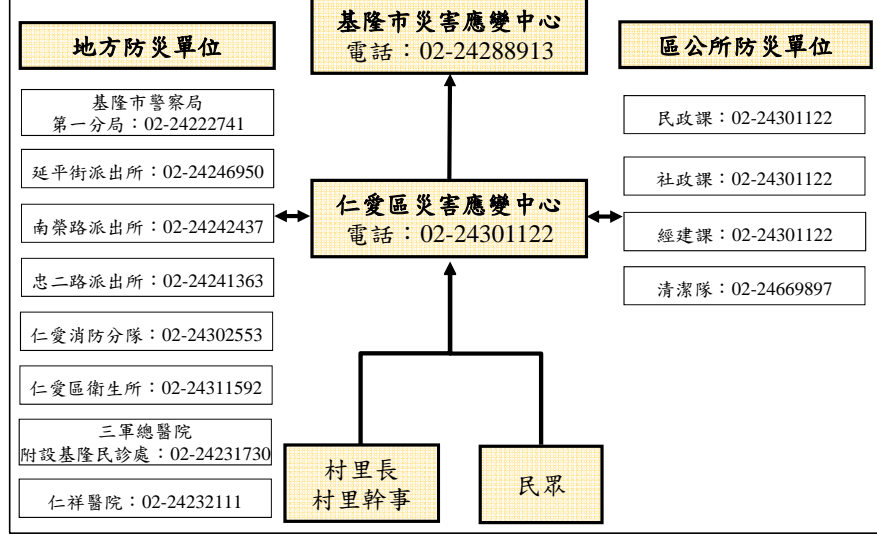 地方防災單位
基隆市警察局
第一分局：02-24222741
延平街派出所：02-24246950
南榮路派出所：02-24242437
忠二路派出所：02-24241363
仁愛消防分隊：02-24302553
仁愛區衛生所：02-24311592
三軍總醫院
附設基隆民診處：02-24231730
仁祥醫院：02-24232111
基隆市災害應變中心
電話：02-24288913
仁愛區災害應變中心
電話：02-24301122
村里長
村里幹事
民眾
區公所防災單位
民政課：02-24301122
社政課：02-24301122
經建課：02-24301122
清潔隊：02-24669897